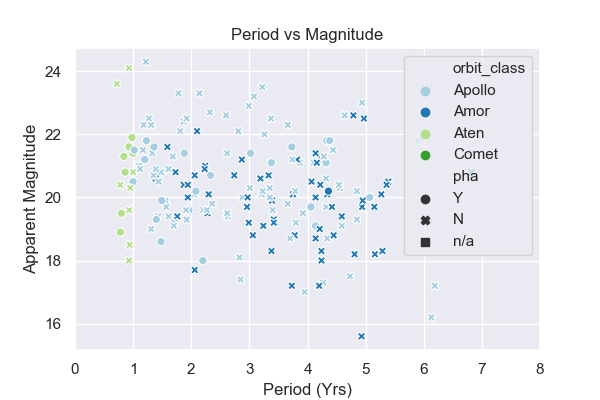 Period vs Magnitude
24
22
20
18
16
Apparent Magnitude
orbit_class
Apollo
Amor
Aten
Comet
pha
Y
N
n/a
0 1 2 3 4 5 6 7 8
Period (Yrs)